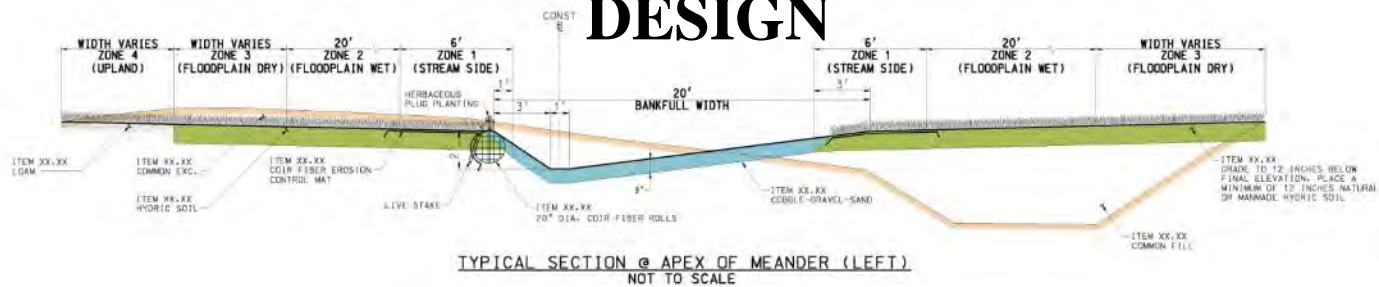 DESIGN
CONST
℄
WIDTH VARIES
ZONE 4
(UPLAND)
WIDTH VARIES
ZONE 3
(FLOODPLAIN DRY)
20'
ZONE 2
(FLOODPLAIN WET)
6'
ZONE 1
(STREAM SIDE)
6'
ZONE 1
(STREAM SIDE)
20'
ZONE 2
(FLOODPLAIN WET)
WIDTH VARIES
ZONE 3
(FLOODPLAIN DRY)
HERBACEOUS
PLUG PLANTING
1'
3'
1'
20'
BANKFULL WIDTH
3'
2'
ITEM XX.XX
LOAM
ITEM XX.XX
COMMON EXC.
ITEM XX.XX
HYDRIC SOIL
ITEM XX.XX
COIR FIBER EROSION
CONTROL MAT
LIVE STAKE
ITEM XX.XX
20" DIA. COIR FIBER ROLLS
ITEM XX.XX
COBBLE-GRAVEL-SAND
ITEM XX.XX
GRADE TO 12 INCHES BELOW
FINAL ELEVATION. PLACE A
MINIMUM OF 12 INCHES NATURAL
OR MANMADE HYDRIC SOIL
ITEM XX.XX
COMMON FILL
TYPICAL SECTION @ APEX OF MEANDER (LEFT)
NOT TO SCALE